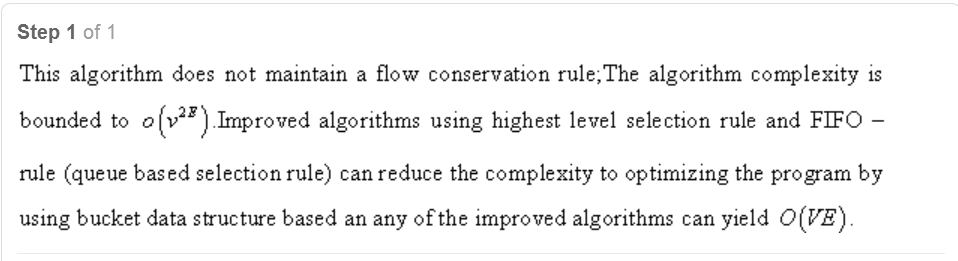 Step 1 of 1
This algorithm does not maintain a flow conservation rule;The algorithm complexity is
bounded to o(v^{2E}).Improved algorithms using highest level selection rule and FIFO –
rule (queue based selection rule) can reduce the complexity to optimizing the program by
using bucket data structure based an any of the improved algorithms can yield O(VE).